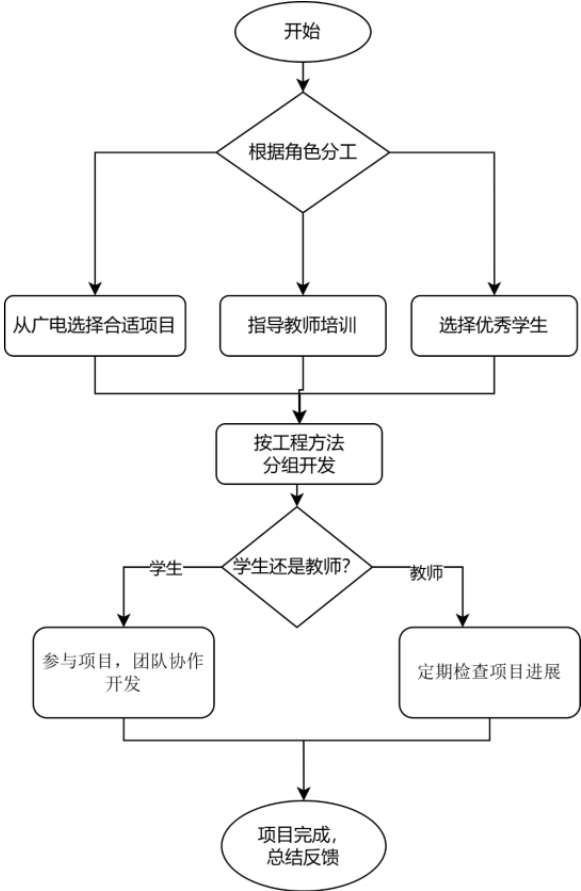 开始
根据角色分工
从广电选择合适项目
指导教师培训
选择优秀学生
按工程方法
分组开发
学生还是教师?
学生
教师
参与项目，团队协作
开发
定期检查项目进展
项目完成，
总结反馈